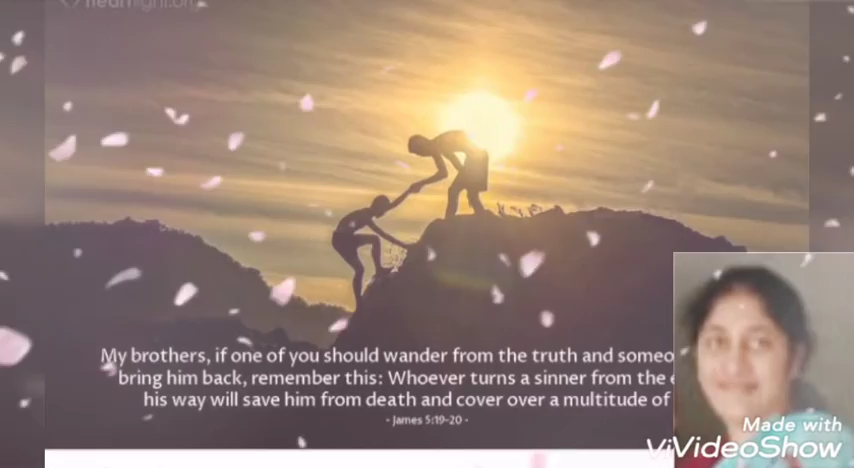 heartlight.org
My brothers, if one of you should wander from the truth and someo
bring him back, remember this: Whoever turns a sinner from the e
his way will save him from death and cover over a multitude of
- James 5:19-20 -
Made with
ViVideoShow